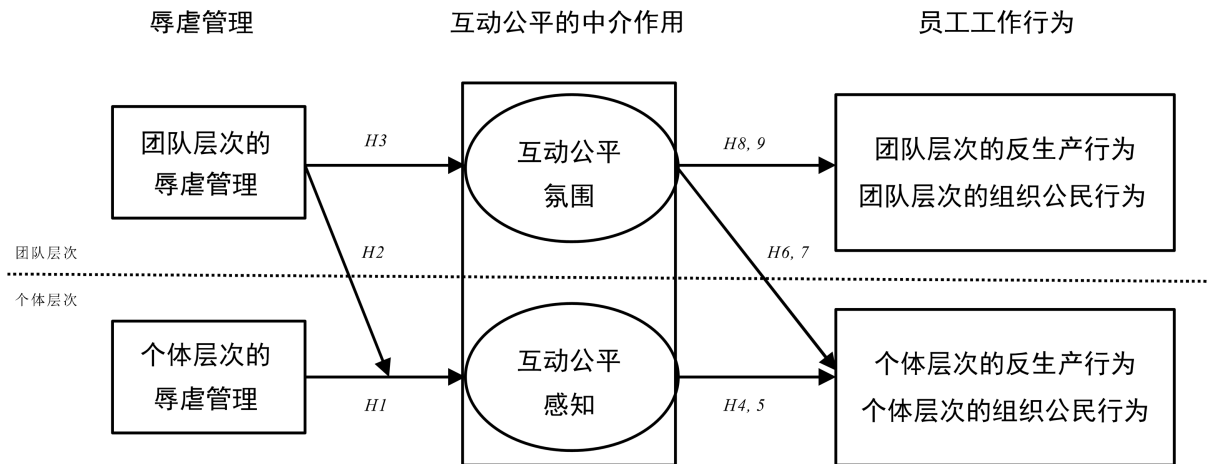 辱虐管理
互动公平的中介作用
员工工作行为
团队层次的
辱虐管理
H3
互动公平
氛围
H8, 9
团队层次的反生产行为
团队层次的组织公民行为
团队层次
H2
H6, 7
个体层次
个体层次的
辱虐管理
H1
互动公平
感知
H4, 5
个体层次的反生产行为
个体层次的组织公民行为